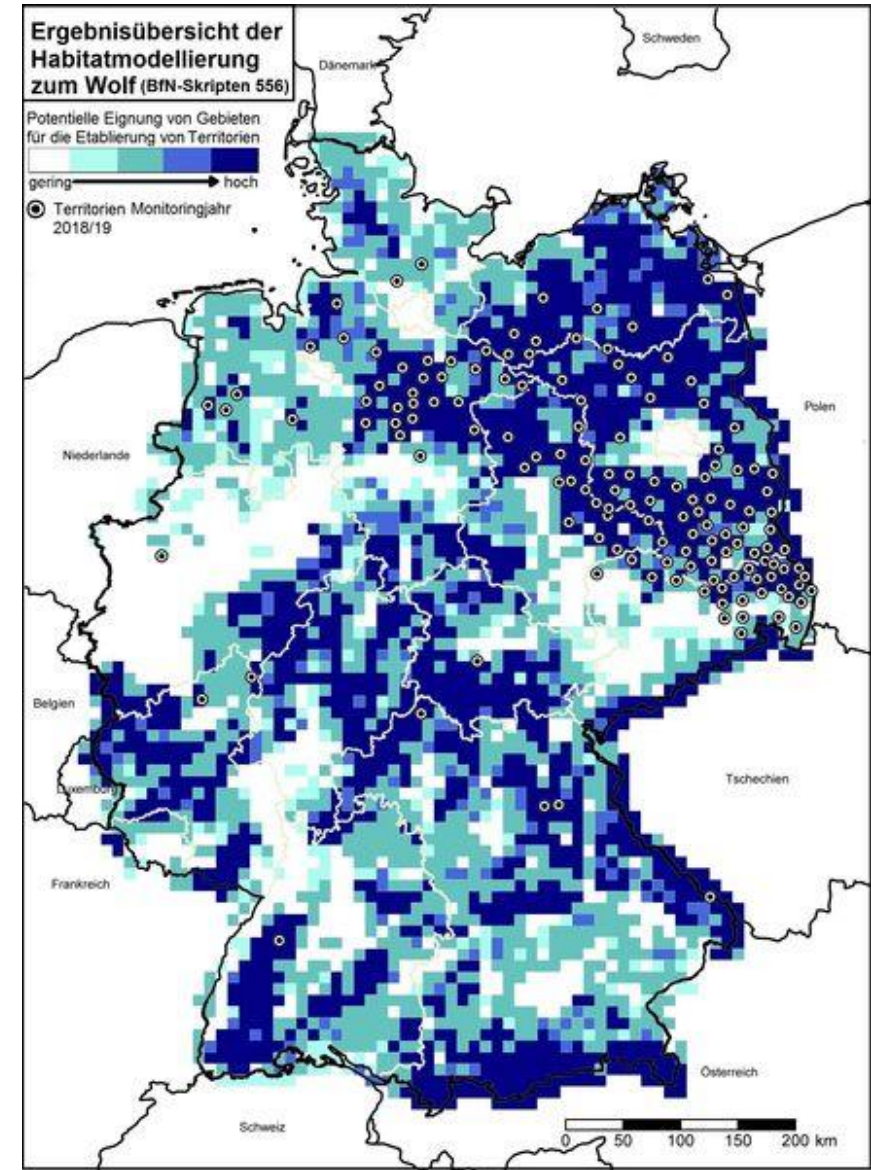 Ergebnisübersicht der
Habitatmodellierung
zum Wolf (BfN-Skripten 556)
Potentielle Eignung von Gebieten
für die Etablierung von Territorien
gering hoch
Territorien Monitoringjahr
2018/19
Schweden
Dänemark
Polen
Niederlande
Belgien
Luxemburg
Tschechien
Frankreich
Österreich
Schweiz
0 50 100 150 200 km